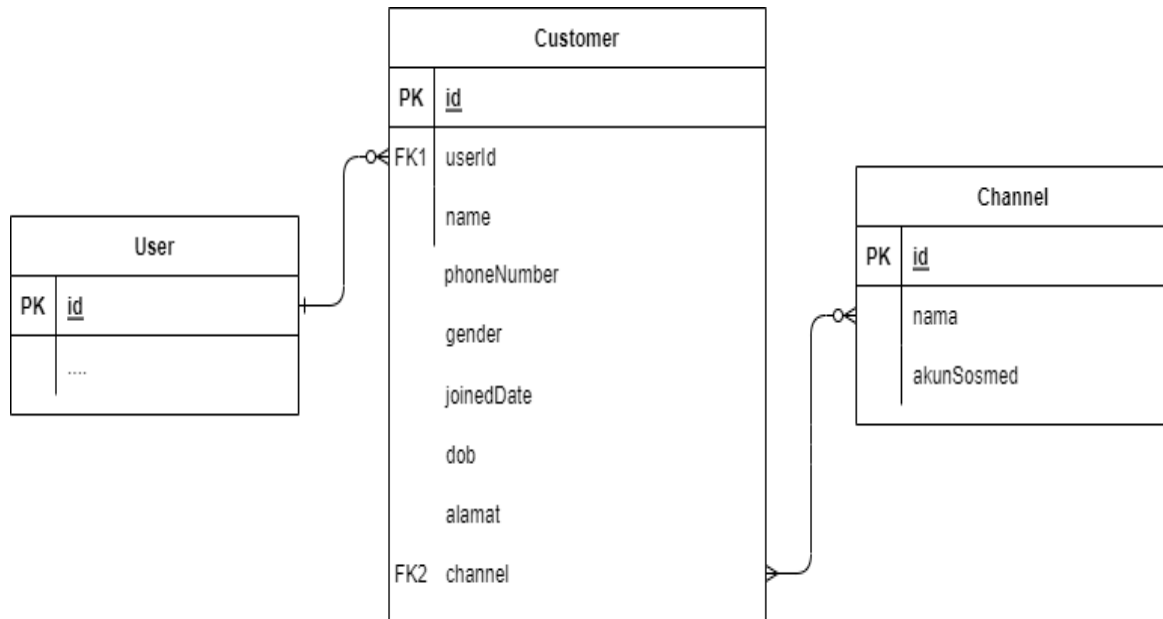 Customer
PK id
FK1 userId
name
phoneNumber
gender
joinedDate
dob
alamat
FK2 channel
User
PK id
....
Channel
PK id
nama
akunSosmed